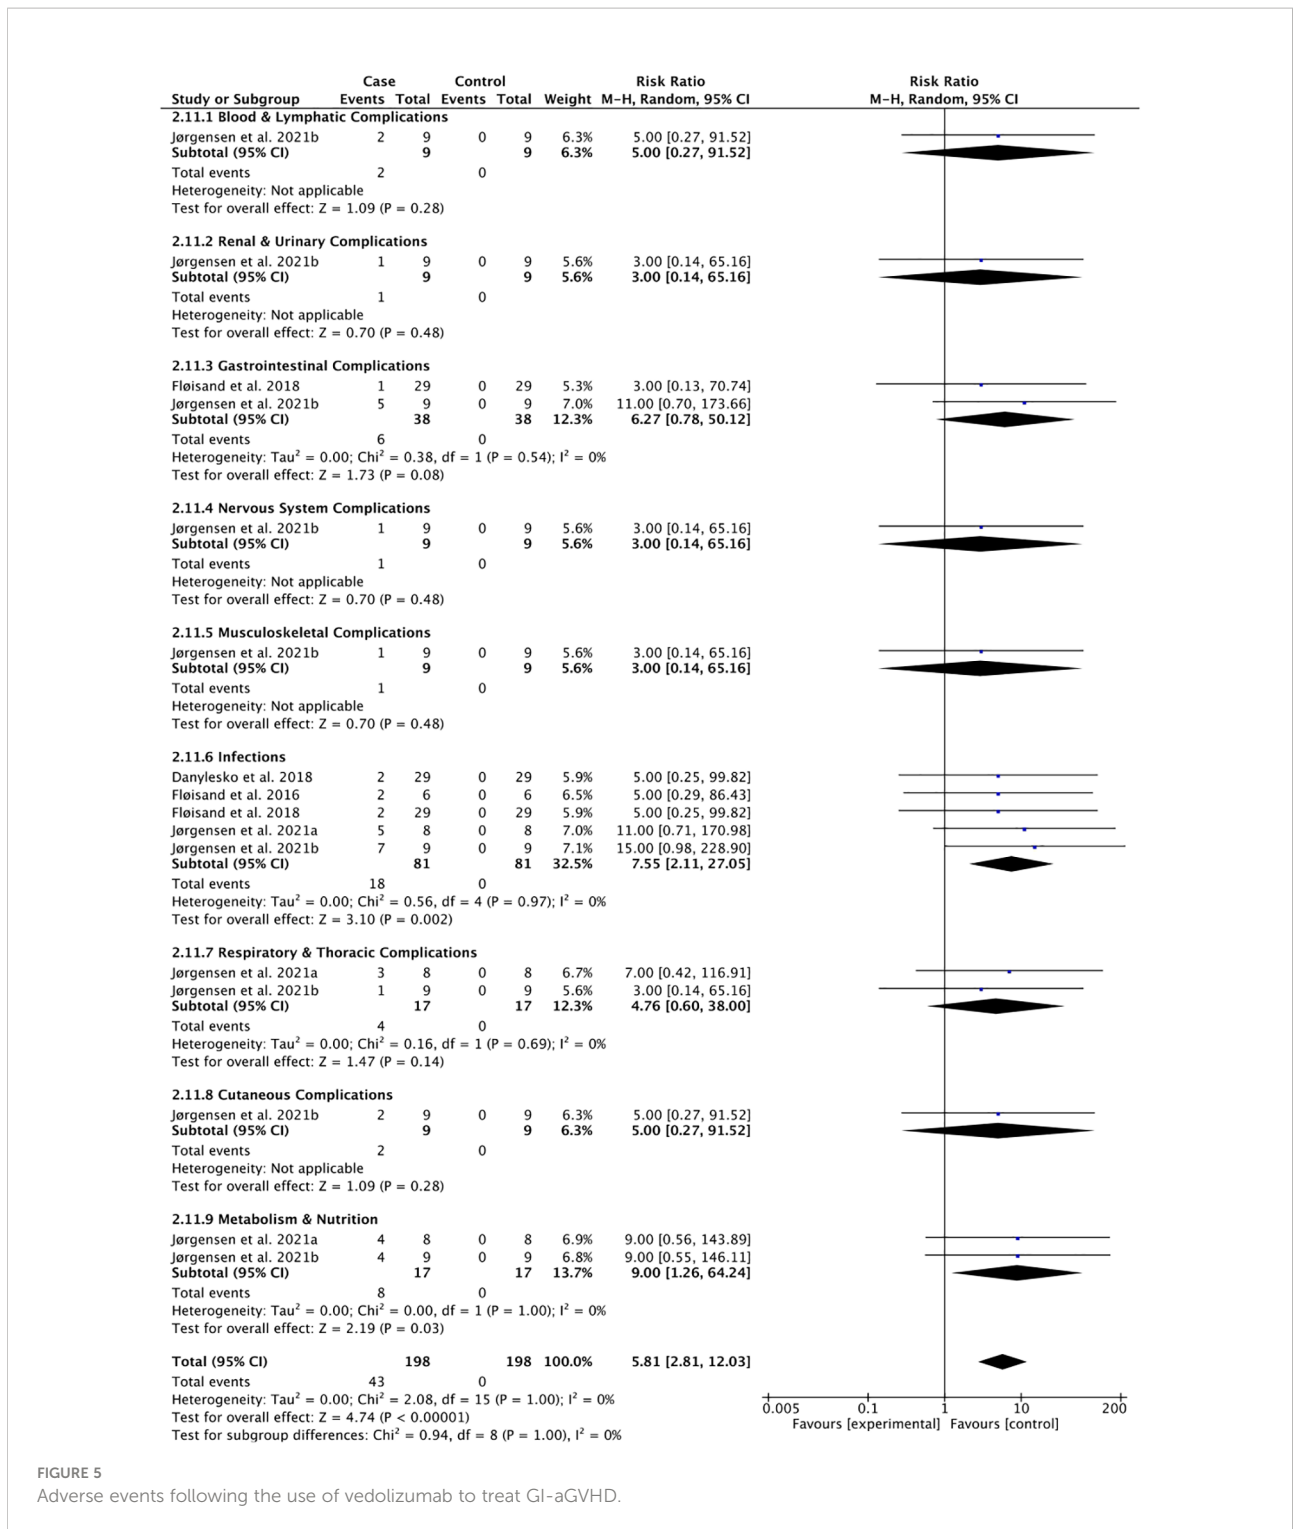 Case Control Risk Ratio Risk Ratio
Study or Subgroup Events Total Events Total Weight M-H, Random, 95% CI M-H, Random, 95% CI
2.11.1 Blood & Lymphatic Complications
Jørgensen et al. 2021b 2 9 0 9 6.3% 5.00 [0.27, 91.52]
Subtotal (95% CI) 9 9 6.3% 5.00 [0.27, 91.52]
Total events 2 0
Heterogeneity: Not applicable
Test for overall effect: Z = 1.09 (P = 0.28)
2.11.2 Renal & Urinary Complications
Jørgensen et al. 2021b 1 9 0 9 5.6% 3.00 [0.14, 65.16]
Subtotal (95% CI) 9 9 5.6% 3.00 [0.14, 65.16]
Total events 1 0
Heterogeneity: Not applicable
Test for overall effect: Z = 0.70 (P = 0.48)
2.11.3 Gastrointestinal Complications
Fløisand et al. 2018 1 29 0 29 5.3% 3.00 [0.13, 70.74]
Jørgensen et al. 2021b 5 9 0 9 7.0% 11.00 [0.70, 173.66]
Subtotal (95% CI) 38 38 12.3% 6.27 [0.78, 50.12]
Total events 6 0
Heterogeneity: Tau² = 0.00; Chi² = 0.38, df = 1 (P = 0.54); I² = 0%
Test for overall effect: Z = 1.73 (P = 0.08)
2.11.4 Nervous System Complications
Jørgensen et al. 2021b 1 9 0 9 5.6% 3.00 [0.14, 65.16]
Subtotal (95% CI) 9 9 5.6% 3.00 [0.14, 65.16]
Total events 1 0
Heterogeneity: Not applicable
Test for overall effect: Z = 0.70 (P = 0.48)
2.11.5 Musculoskeletal Complications
Jørgensen et al. 2021b 1 9 0 9 5.6% 3.00 [0.14, 65.16]
Subtotal (95% CI) 9 9 5.6% 3.00 [0.14, 65.16]
Total events 1 0
Heterogeneity: Not applicable
Test for overall effect: Z = 0.70 (P = 0.48)
2.11.6 Infections
Danylesko et al. 2018 2 29 0 29 5.9% 5.00 [0.25, 99.82]
Fløisand et al. 2016 2 6 0 6 6.5% 5.00 [0.29, 86.43]
Fløisand et al. 2018 2 29 0 29 5.9% 5.00 [0.25, 99.82]
Jørgensen et al. 2021a 5 8 0 8 7.0% 11.00 [0.71, 170.98]
Jørgensen et al. 2021b 7 9 0 9 7.1% 15.00 [0.98, 228.90]
Subtotal (95% CI) 81 81 32.5% 7.55 [2.11, 27.05]
Total events 18 0
Heterogeneity: Tau² = 0.00; Chi² = 0.56, df = 4 (P = 0.97); I² = 0%
Test for overall effect: Z = 3.10 (P = 0.002)
2.11.7 Respiratory & Thoracic Complications
Jørgensen et al. 2021a 3 8 0 8 6.7% 7.00 [0.42, 116.91]
Jørgensen et al. 2021b 1 9 0 9 5.6% 3.00 [0.14, 65.16]
Subtotal (95% CI) 17 17 12.3% 4.76 [0.60, 38.00]
Total events 4 0
Heterogeneity: Tau² = 0.00; Chi² = 0.16, df = 1 (P = 0.69); I² = 0%
Test for overall effect: Z = 1.47 (P = 0.14)
2.11.8 Cutaneous Complications
Jørgensen et al. 2021b 2 9 0 9 6.3% 5.00 [0.27, 91.52]
Subtotal (95% CI) 9 9 6.3% 5.00 [0.27, 91.52]
Total events 2 0
Heterogeneity: Not applicable
Test for overall effect: Z = 1.09 (P = 0.28)
2.11.9 Metabolism & Nutrition
Jørgensen et al. 2021a 4 8 0 8 6.9% 9.00 [0.56, 143.89]
Jørgensen et al. 2021b 4 9 0 9 6.8% 9.00 [0.55, 146.11]
Subtotal (95% CI) 17 17 13.7% 9.00 [1.26, 64.24]
Total events 8 0
Heterogeneity: Tau² = 0.00; Chi² = 0.00, df = 1 (P = 1.00); I² = 0%
Test for overall effect: Z = 2.19 (P = 0.03)
Total (95% CI) 198 198 100.0% 5.81 [2.81, 12.03]
Total events 43 0
Heterogeneity: Tau² = 0.00; Chi² = 2.08, df = 15 (P = 1.00); I² = 0%
Test for overall effect: Z = 4.74 (P < 0.00001)
Test for subgroup differences: Chi² = 0.94, df = 8 (P = 1.00), I² = 0%
0.005 0.1 1 10 200
Favours [experimental] Favours [control]
FIGURE 5
Adverse events following the use of vedolizumab to treat GI-aGVHD.